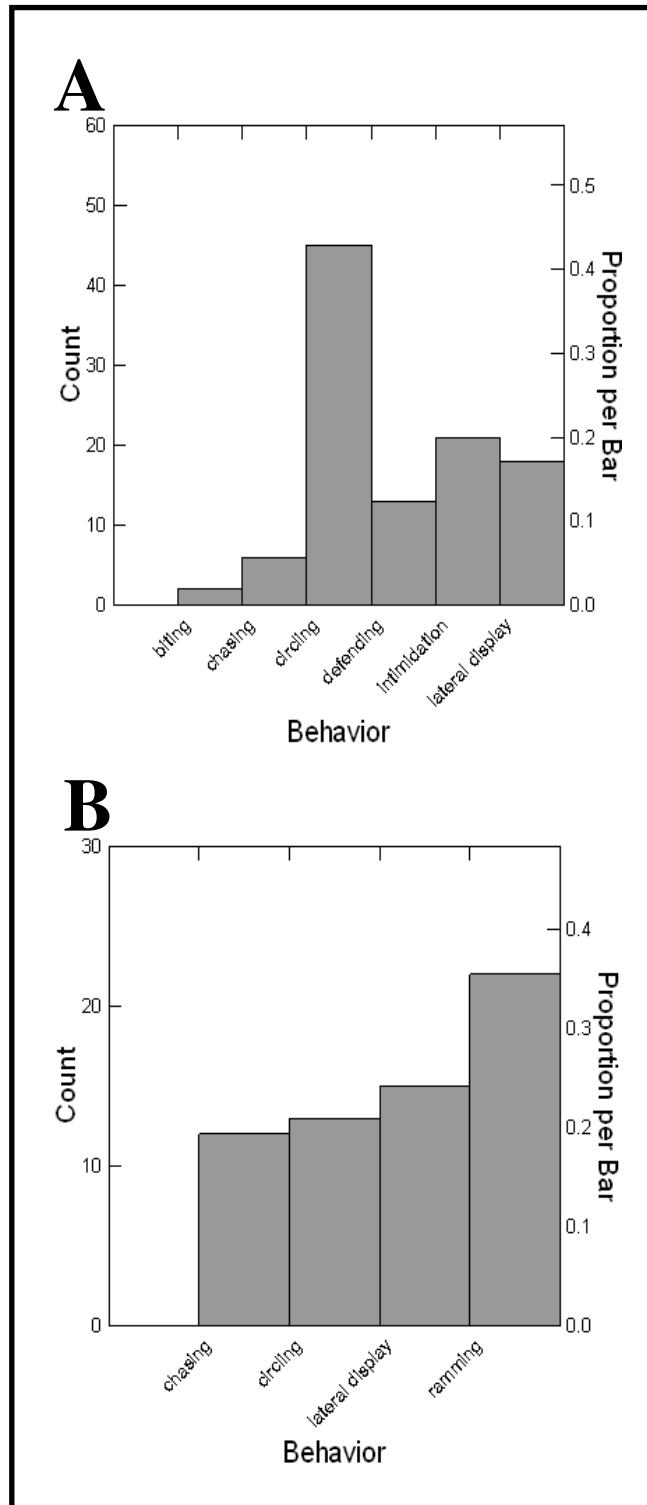 A
60
50
40
30
20
10
0
Count
0.5
0.4
0.3
0.2
0.1
0.0
Proportion per Bar
biting
chasing
circling
defending
intimidation
lateral display
Behavior
B
30
20
10
0
Count
0.4
0.3
0.2
0.1
0.0
Proportion per Bar
chasing
circling
lateral display
ramming
Behavior